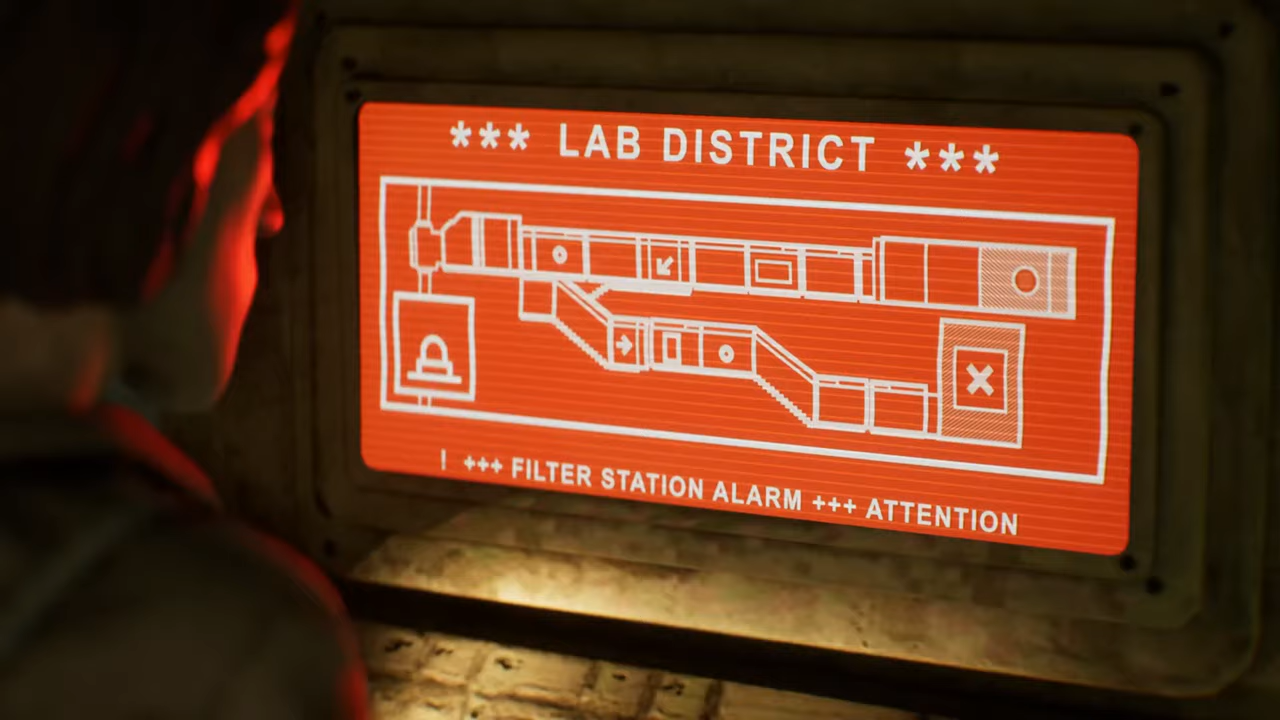 *** LAB DISTRICT ***
! +++ FILTER STATION ALARM +++ ATTENTION